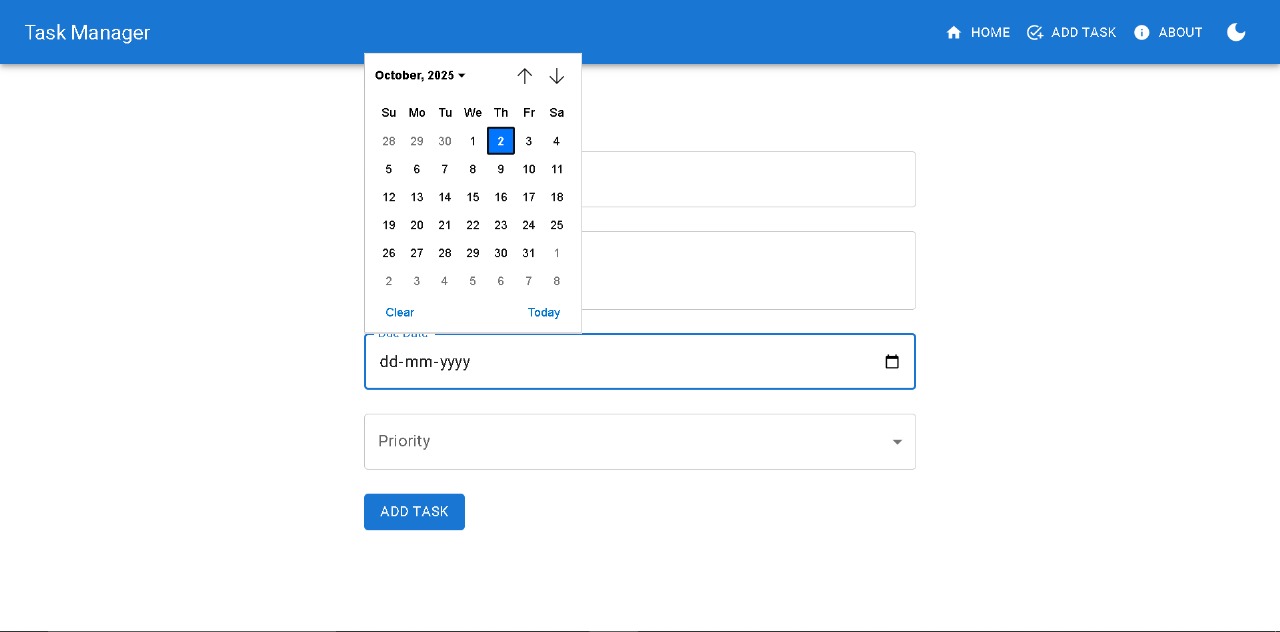 Task Manager
HOME
ADD TASK
ABOUT
October, 2025
Su Mo Tu We Th Fr Sa
28 29 30 1 2 3 4
5 6 7 8 9 10 11
12 13 14 15 16 17 18
19 20 21 22 23 24 25
26 27 28 29 30 31 1
2 3 4 5 6 7 8
Clear Today
Due Date
dd-mm-yyyy
Priority
ADD TASK